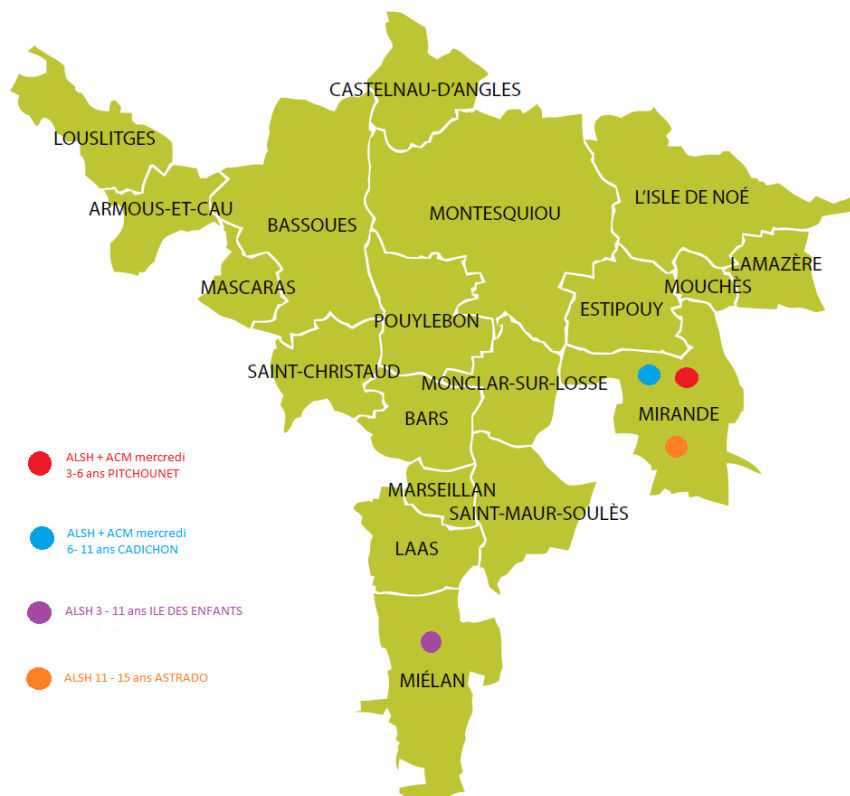 CASTELNAU-D'ANGLES
LOUSLITGES
ARMOUS-ET-CAU
BASSOUES
MONTESQUIOU
L'ISLE DE NOÉ
MASCARAS
LAMAZÈRE
MOUCHÈS
ESTIPOUY
POUYLEBON
SAINT-CHRISTAUD
MONCLAR-SUR-LOSSE
BARS
MIRANDE
MARSEILLAN
SAINT-MAUR-SOULÈS
LAAS
MIÉLAN
ALSH + ACM mercredi
3-6 ans PITCHOUNET
ALSH + ACM mercredi
6- 11 ans CADICHON
ALSH 3 - 11 ans ILE DES ENFANTS
ALSH 11 - 15 ans ASTRADO